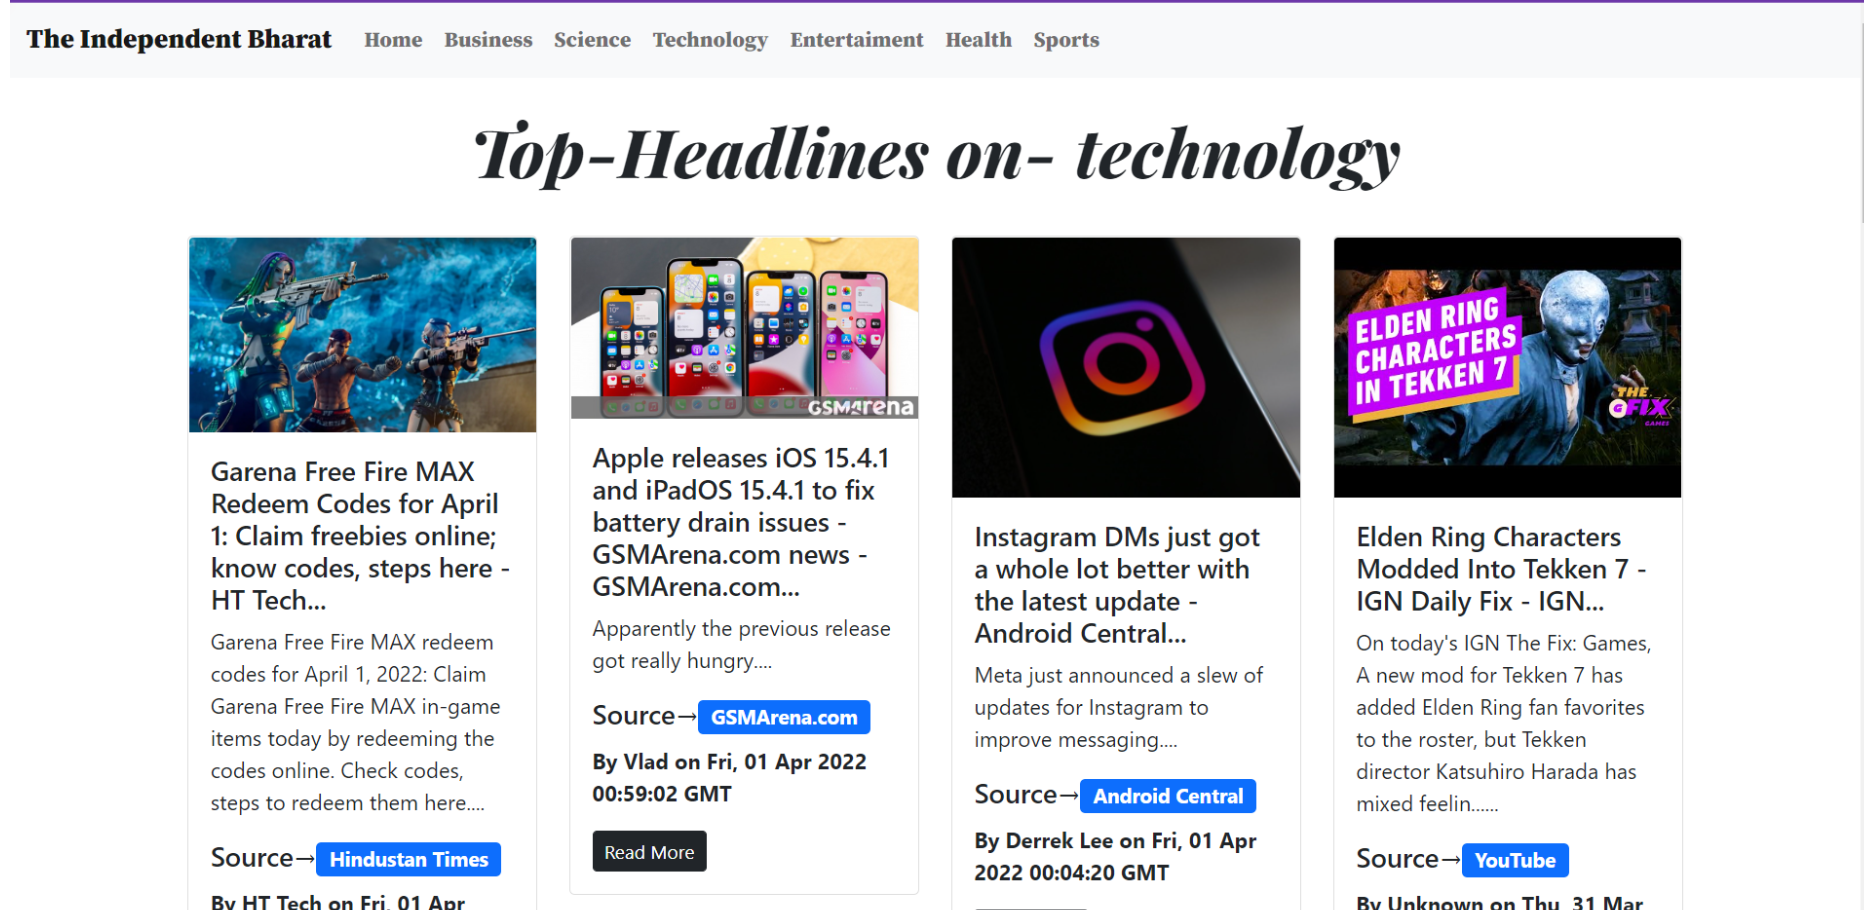 The Independent Bharat Home Business Science Technology Entertaiment Health Sports
Top-Headlines on- technology
Garena Free Fire MAX
Redeem Codes for April
1: Claim freebies online;
know codes, steps here -
HT Tech...
Garena Free Fire MAX redeem
codes for April 1, 2022: Claim
Garena Free Fire MAX in-game
items today by redeeming the
codes online. Check codes,
steps to redeem them here....
Source→Hindustan Times
By HT Tech on Fri, 01 Apr
GSMArena
Apple releases iOS 15.4.1
and iPadOS 15.4.1 to fix
battery drain issues -
GSMArena.com news -
GSMArena.com...
Apparently the previous release
got really hungry....
Source→GSMArena.com
By Vlad on Fri, 01 Apr 2022
00:59:02 GMT
Read More
Instagram DMs just got
a whole lot better with
the latest update -
Android Central...
Meta just announced a slew of
updates for Instagram to
improve messaging....
Source→Android Central
By Derrek Lee on Fri, 01 Apr
2022 00:04:20 GMT
ELDEN RING
CHARACTERS
IN TEKKEN 7
THE
FIX
GAMES
Elden Ring Characters
Modded Into Tekken 7 -
IGN Daily Fix - IGN...
On today's IGN The Fix: Games,
A new mod for Tekken 7 has
added Elden Ring fan favorites
to the roster, but Tekken
director Katsuhiro Harada has
mixed feelin......
Source→YouTube
By Unknown on Thu, 31 Mar